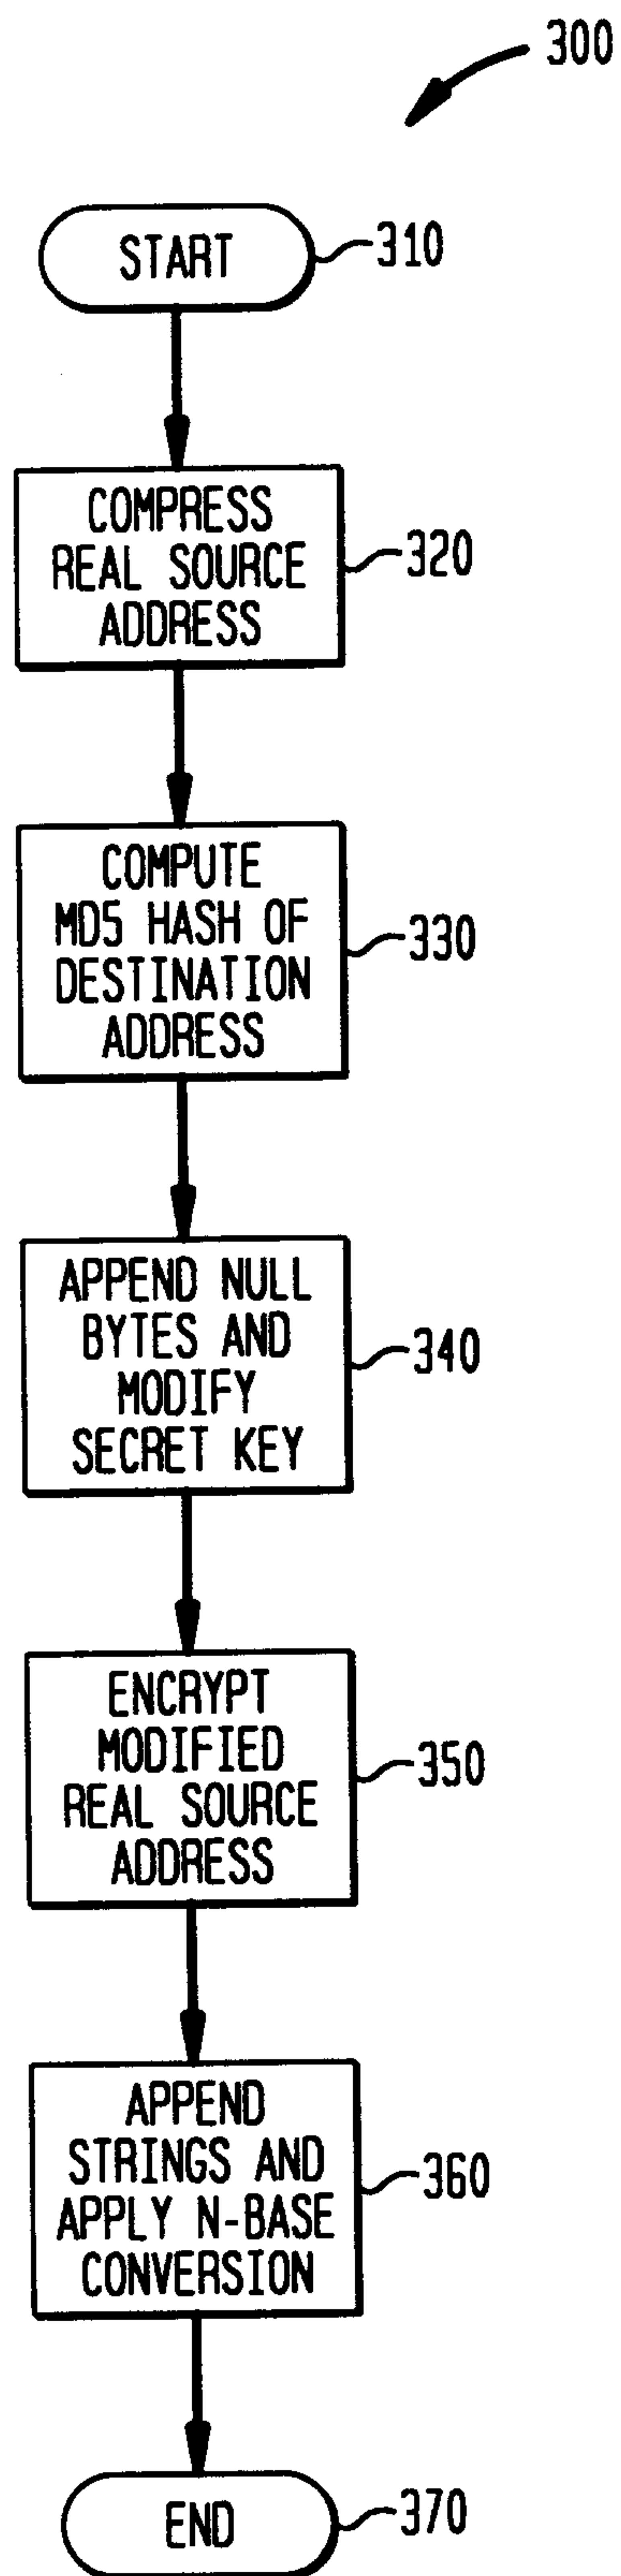 300
START
310
COMPRESS
REAL SOURCE
ADDRESS
320
COMPUTE
MD5 HASH OF
DESTINATION
ADDRESS
330
APPEND NULL
BYTES AND
MODIFY
SECRET KEY
340
ENCRYPT
MODIFIED
REAL SOURCE
ADDRESS
350
APPEND
STRINGS AND
APPLY N-BASE
CONVERSION
360
END
370